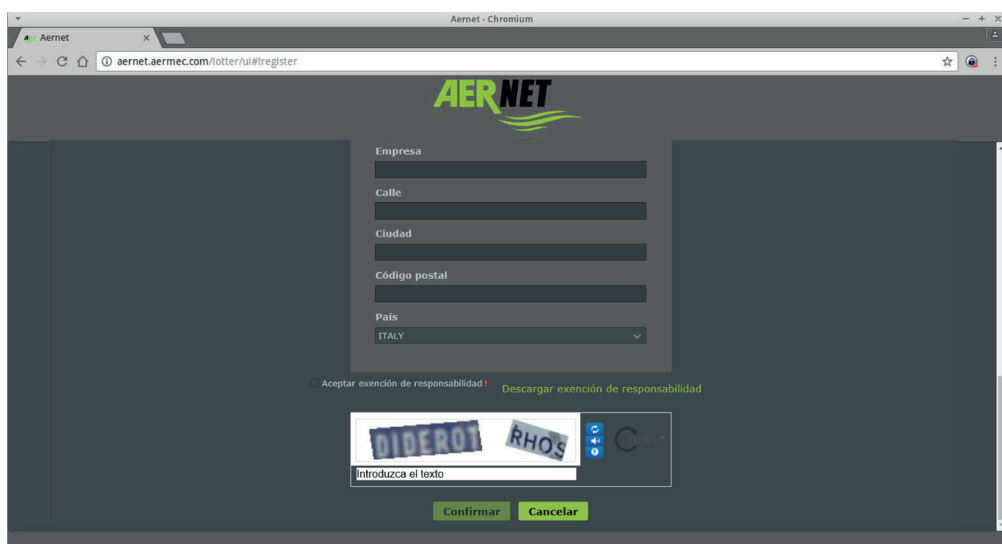 Aernet - Chromium
Aernet
aernet.aermec.com/lotter/ui#!register
AERNET
Empresa
Calle
Ciudad
Código postal
País
ITALY
Aceptar exención de responsabilidad! Descargar exención de responsabilidad
DIDEROT RHOS
Introduzca el texto
Confirmar Cancelar